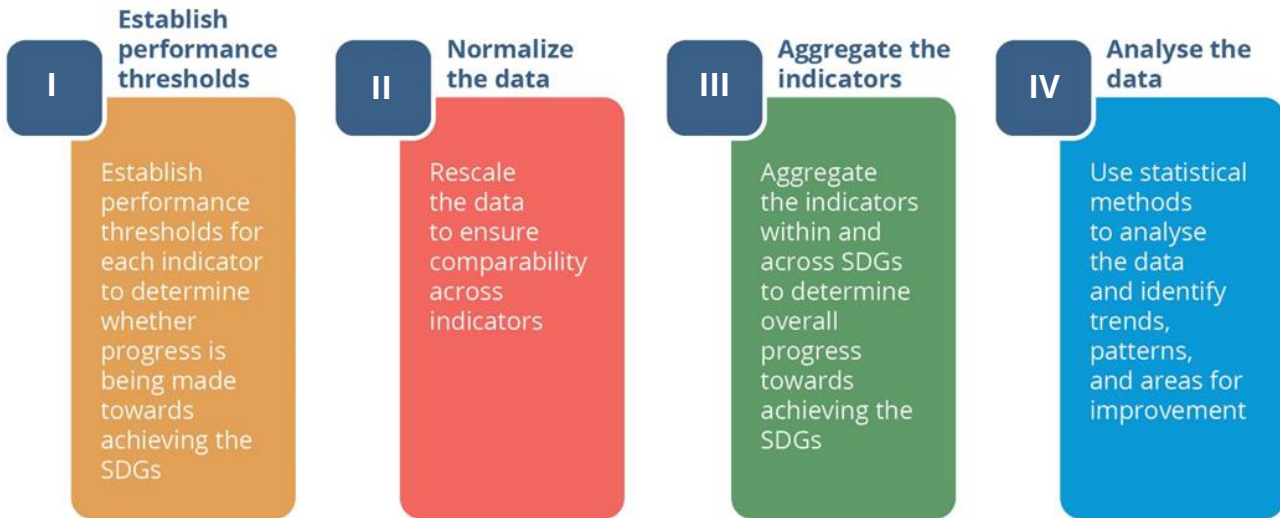 I
Establish
performance
thresholds
Establish
performance
thresholds for
each indicator
to determine
whether
progress is
being made
towards
achieving the
SDGs
II
Normalize
the data
Rescale
the data
to ensure
comparability
across
indicators
III
Aggregate the
indicators
Aggregate
the indicators
within and
across SDGs
to determine
overall
progress
towards
achieving the
SDGs
IV
Analyse the
data
Use statistical
methods
to analyse
the data
and identify
trends,
patterns,
and areas for
improvement